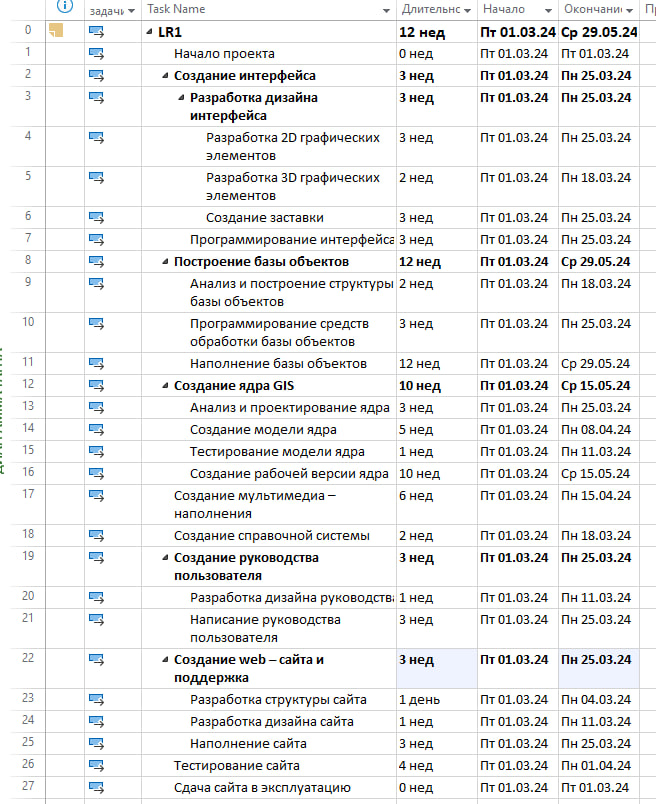 задачи Task Name Длительнс Начало Окончание
0 LR1 12 нед Пт 01.03.24 Ср 29.05.24
1 Начало проекта 0 нед Пт 01.03.24 Пт 01.03.24
2 Создание интерфейса 3 нед Пт 01.03.24 Пн 25.03.24
3 Разработка дизайна 3 нед Пт 01.03.24 Пн 25.03.24
интерфейса
4 Разработка 2D графических 3 нед Пт 01.03.24 Пн 25.03.24
элементов
5 Разработка 3D графических 2 нед Пт 01.03.24 Пн 18.03.24
элементов
6 Создание заставки 3 нед Пт 01.03.24 Пн 25.03.24
7 Программирование интерфейса 3 нед Пт 01.03.24 Пн 25.03.24
8 Построение базы объектов 12 нед Пт 01.03.24 Ср 29.05.24
9 Анализ и построение структуры 2 нед Пт 01.03.24 Пн 18.03.24
базы объектов
10 Программирование средств 3 нед Пт 01.03.24 Пн 25.03.24
обработки базы объектов
11 Наполнение базы объектов 12 нед Пт 01.03.24 Ср 29.05.24
12 Создание ядра GIS 10 нед Пт 01.03.24 Ср 15.05.24
13 Анализ и проектирование ядра 3 нед Пт 01.03.24 Пн 25.03.24
14 Создание модели ядра 5 нед Пт 01.03.24 Пн 08.04.24
15 Тестирование модели ядра 1 нед Пт 01.03.24 Пн 11.03.24
16 Создание рабочей версии ядра 10 нед Пт 01.03.24 Ср 15.05.24
17 Создание мультимедиа – 6 нед Пт 01.03.24 Пн 15.04.24
наполнения
18 Создание справочной системы 2 нед Пт 01.03.24 Пн 18.03.24
19 Создание руководства 3 нед Пт 01.03.24 Пн 25.03.24
пользователя
20 Разработка дизайна руководства 1 нед Пт 01.03.24 Пн 11.03.24
21 Написание руководства 3 нед Пт 01.03.24 Пн 25.03.24
пользователя
22 Создание web – сайта и 3 нед Пт 01.03.24 Пн 25.03.24
поддержка
23 Разработка структуры сайта 1 день Пт 01.03.24 Пн 04.03.24
24 Разработка дизайна сайта 1 нед Пт 01.03.24 Пн 11.03.24
25 Наполнение сайта 3 нед Пт 01.03.24 Пн 25.03.24
26 Тестирование сайта 4 нед Пт 01.03.24 Пн 01.04.24
27 Сдача сайта в эксплуатацию 0 нед Пт 01.03.24 Пт 01.03.24